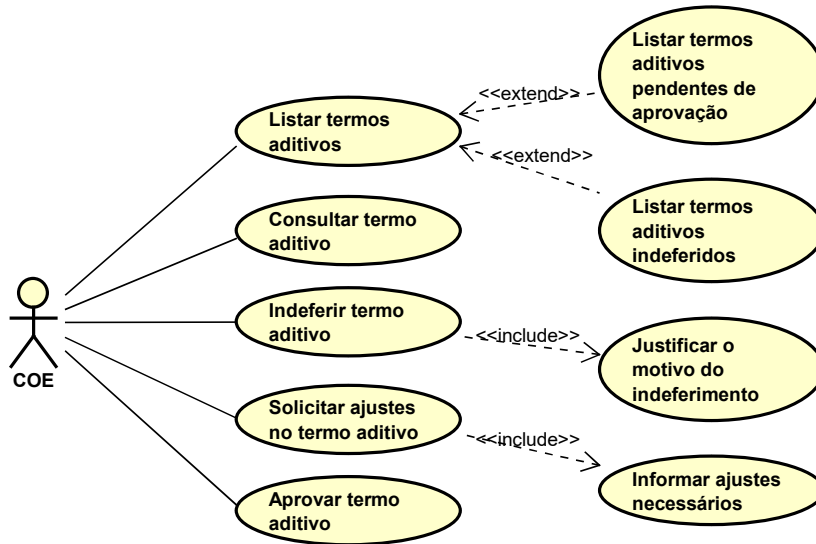 Listar termos
aditivos
pendentes de
aprovação
<<extend>>
Listar termos
aditivos
<<extend>>
Listar termos
aditivos
indeferidos
Consultar termo
aditivo
Indeferir termo
aditivo
<<include>>
Justificar o
motivo do
indeferimento
COE
Solicitar ajustes
no termo aditivo
<<include>>
Informar ajustes
necessários
Aprovar termo
aditivo